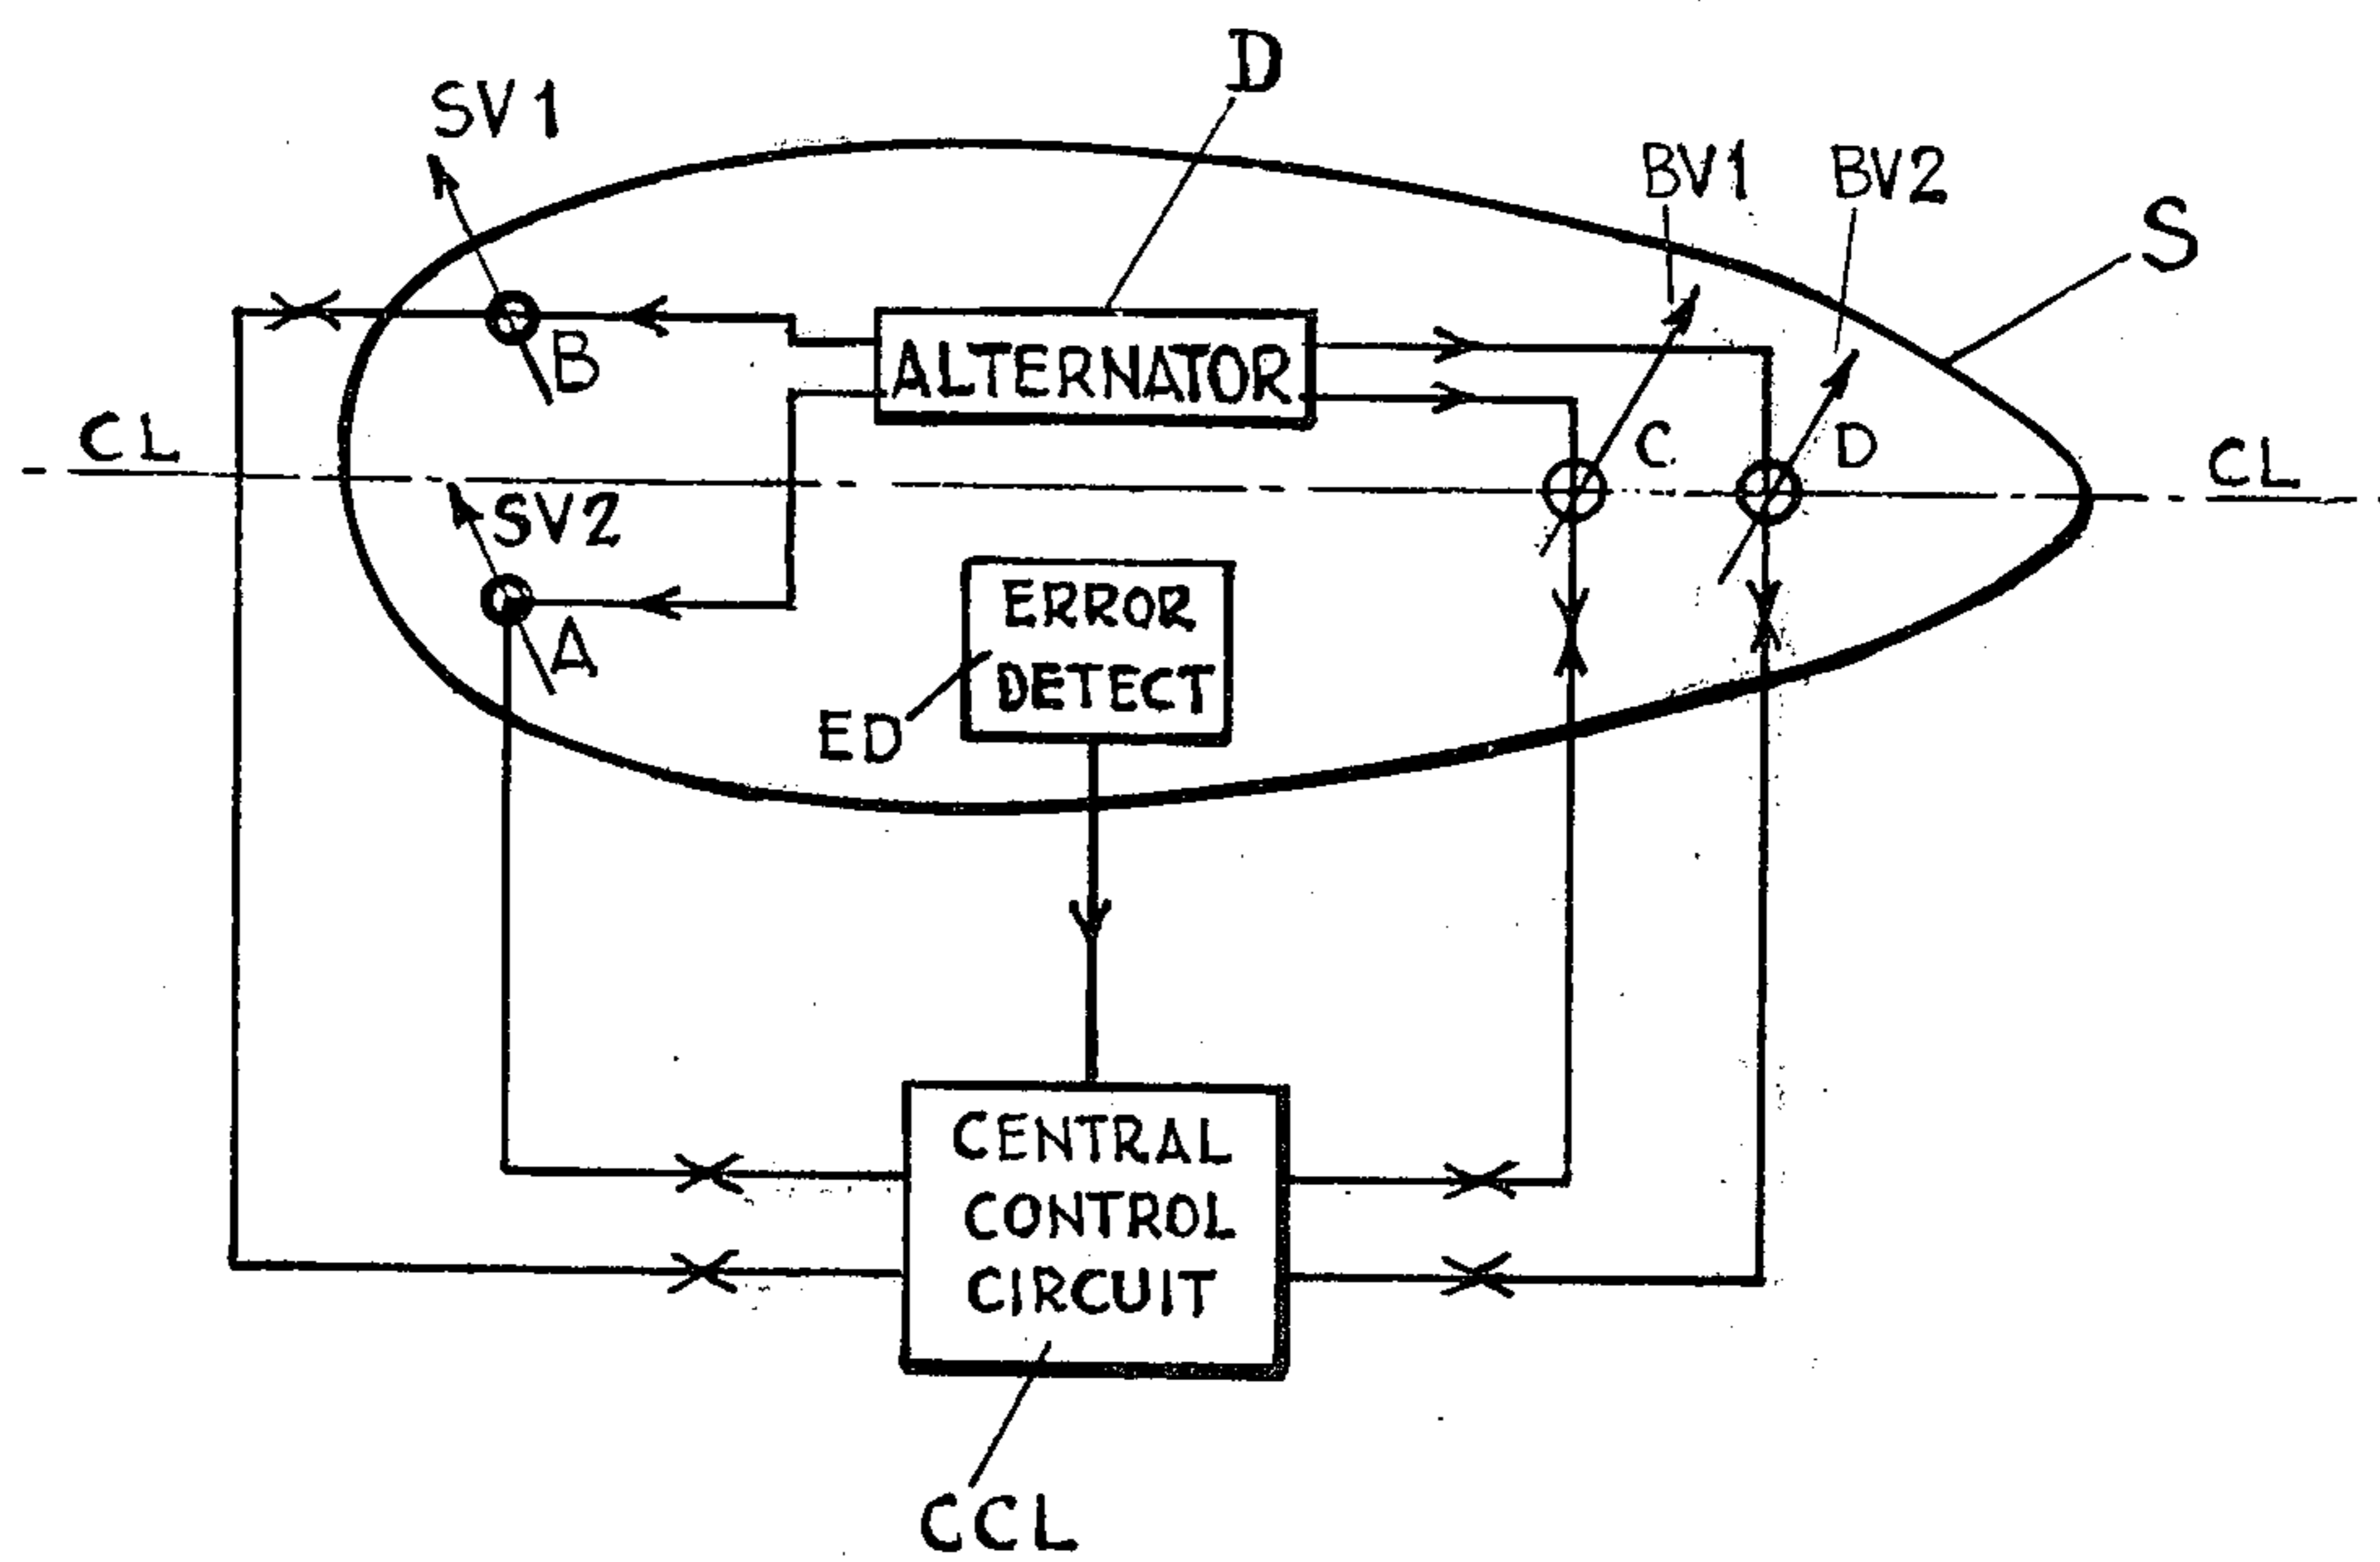 D
SV1
BV1
BV2
S
B
ALTERNATOR
CL
C
D
CL
SV2
ERROR
DETECT
A
ED
CENTRAL
CONTROL
CIRCUIT
CCL